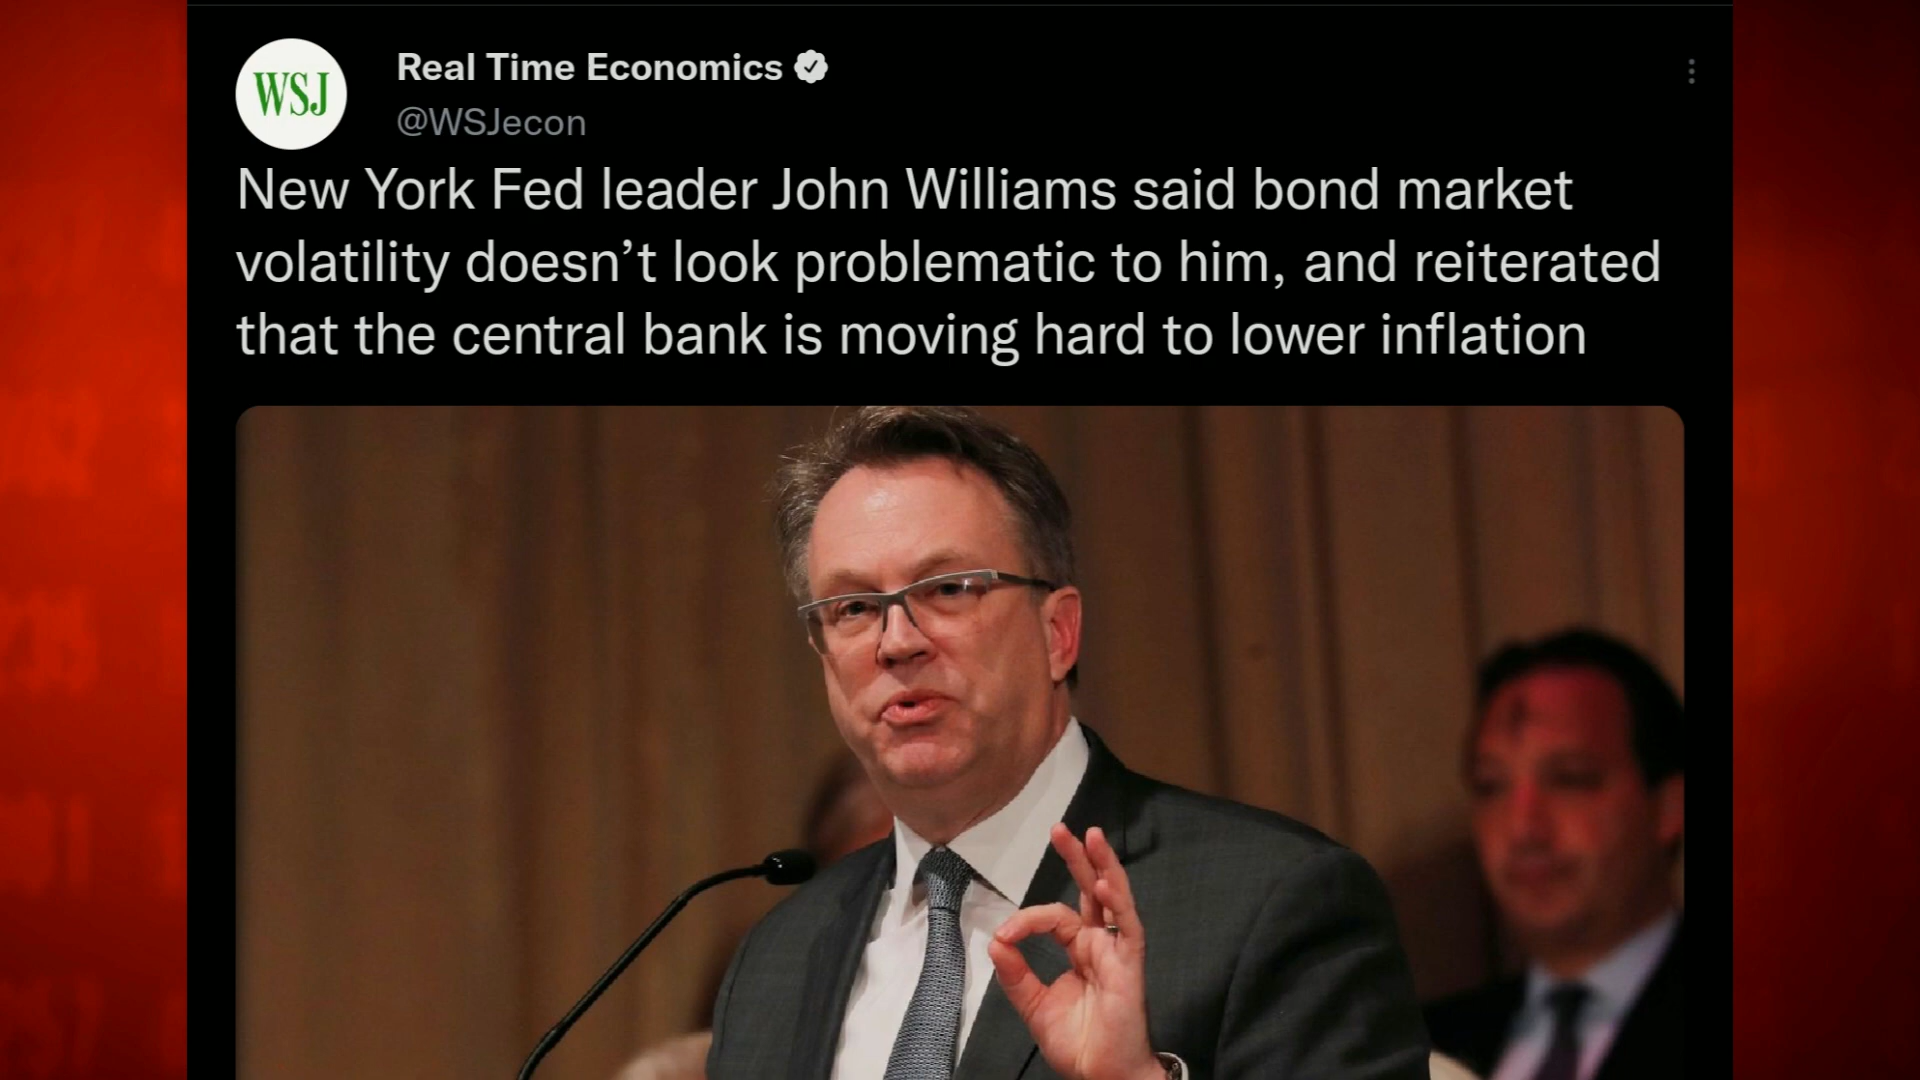 WSJ
Real Time Economics
@WSJecon
New York Fed leader John Williams said bond market
volatility doesn’t look problematic to him, and reiterated
that the central bank is moving hard to lower inflation